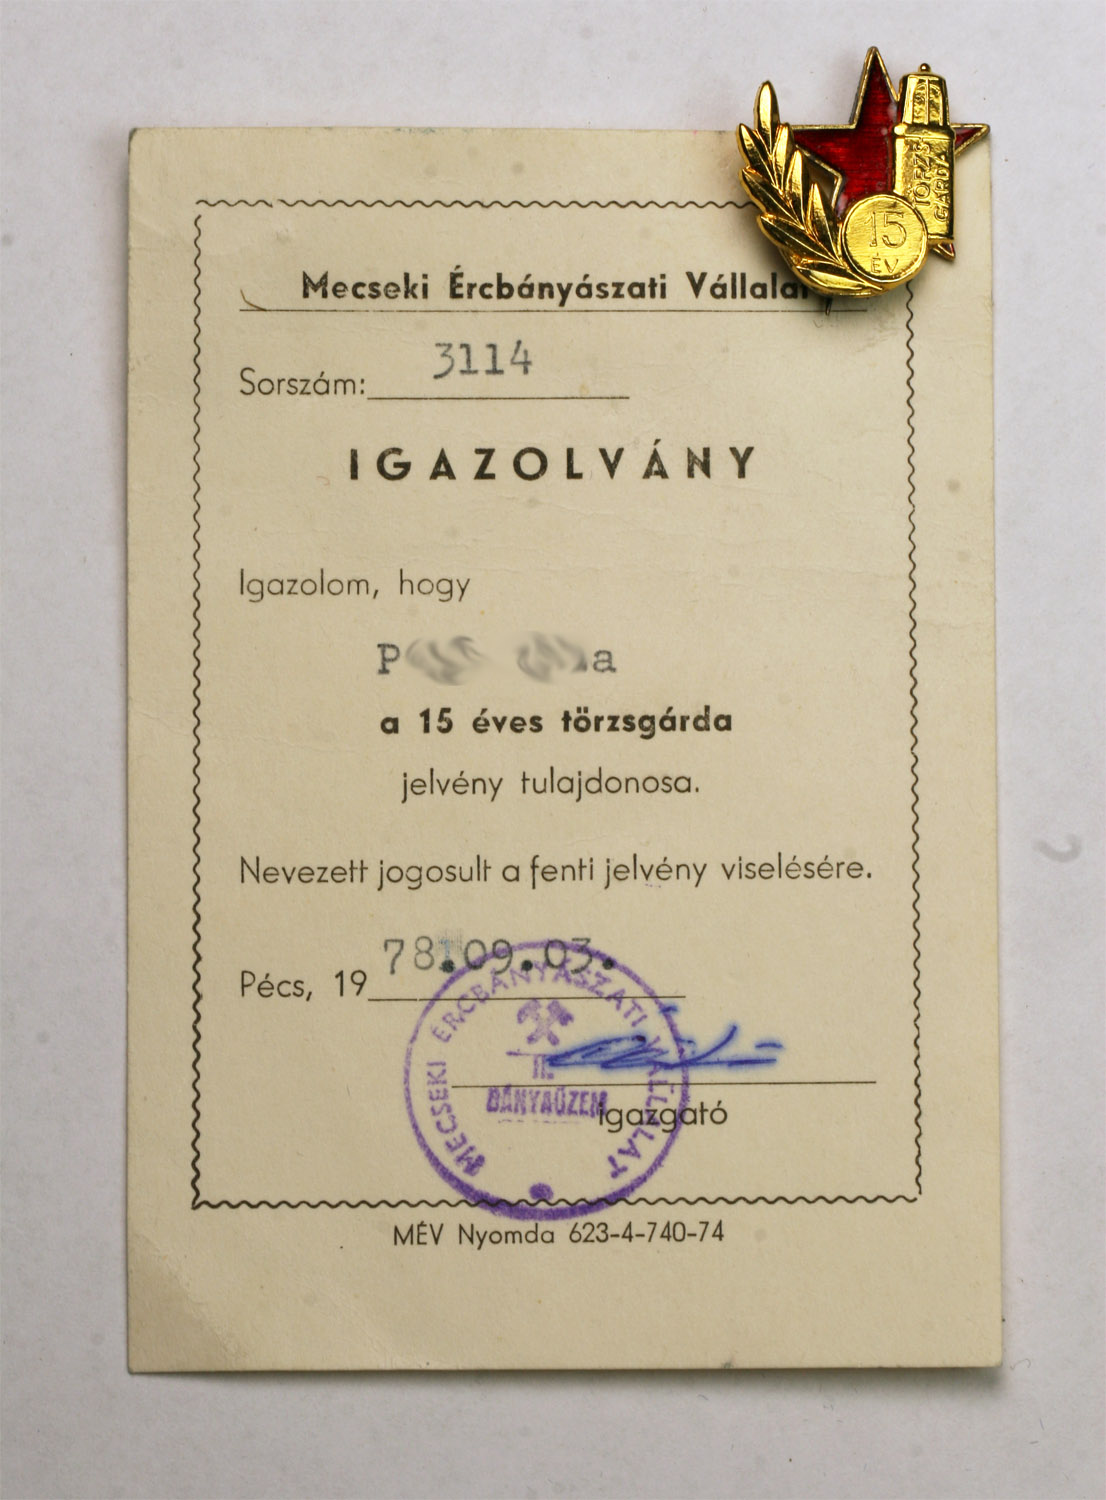 TÖRZS
GÁRDA
15
ÉV
Mecseki Ércbányászati Vállalat
Sorszám: 3114
IGAZOLVÁNY
Igazolom, hogy
a 15 éves törzsgárda
jelvény tulajdonosa.
Nevezett jogosult a fenti jelvény viselésére.
Pécs, 1978.09.03.
MECSEKI ÉRCBÁNYÁSZATI VÁLLALAT
II.
BÁNYAÜZEM
igazgató
MÉV Nyomda 623-4-740-74